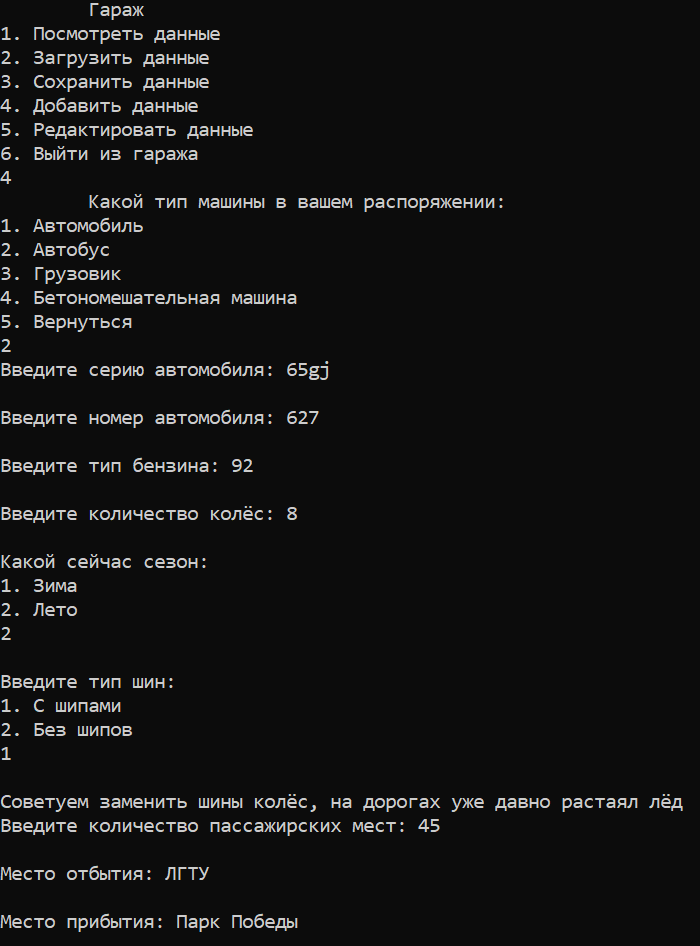 Гараж
1. Посмотреть данные
2. Загрузить данные
3. Сохранить данные
4. Добавить данные
5. Редактировать данные
6. Выйти из гаража
4
Какой тип машины в вашем распоряжении:
1. Автомобиль
2. Автобус
3. Грузовик
4. Бетономешательная машина
5. Вернуться
2
Введите серию автомобиля: 65gj
Введите номер автомобиля: 627
Введите тип бензина: 92
Введите количество колёс: 8
Какой сейчас сезон:
1. Зима
2. Лето
2
Введите тип шин:
1. С шипами
2. Без шипов
1
Советуем заменить шины колёс, на дорогах уже давно растаял лёд
Введите количество пассажирских мест: 45
Место отбытия: ЛГТУ
Место прибытия: Парк Победы